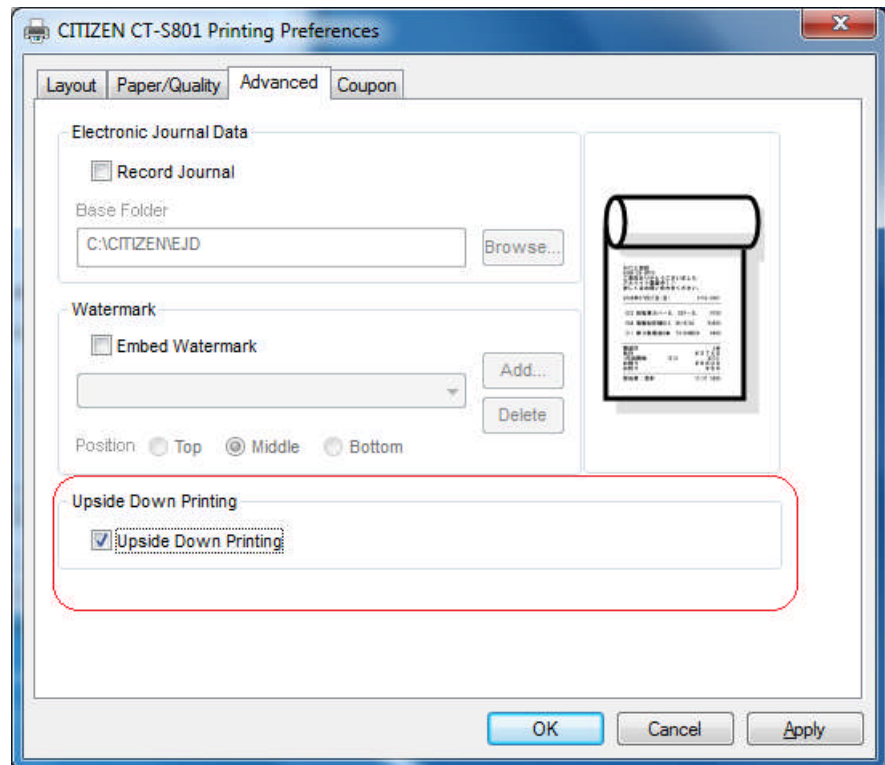 CITIZEN CT-S801 Printing Preferences
Layout Paper/Quality Advanced Coupon
Electronic Journal Data
Record Journal
Base Folder
C:\CITIZEN\EJD
Browse...
Watermark
Embed Watermark
Add...
Delete
Position Top Middle Bottom
Upside Down Printing
Upside Down Printing
OK Cancel Apply